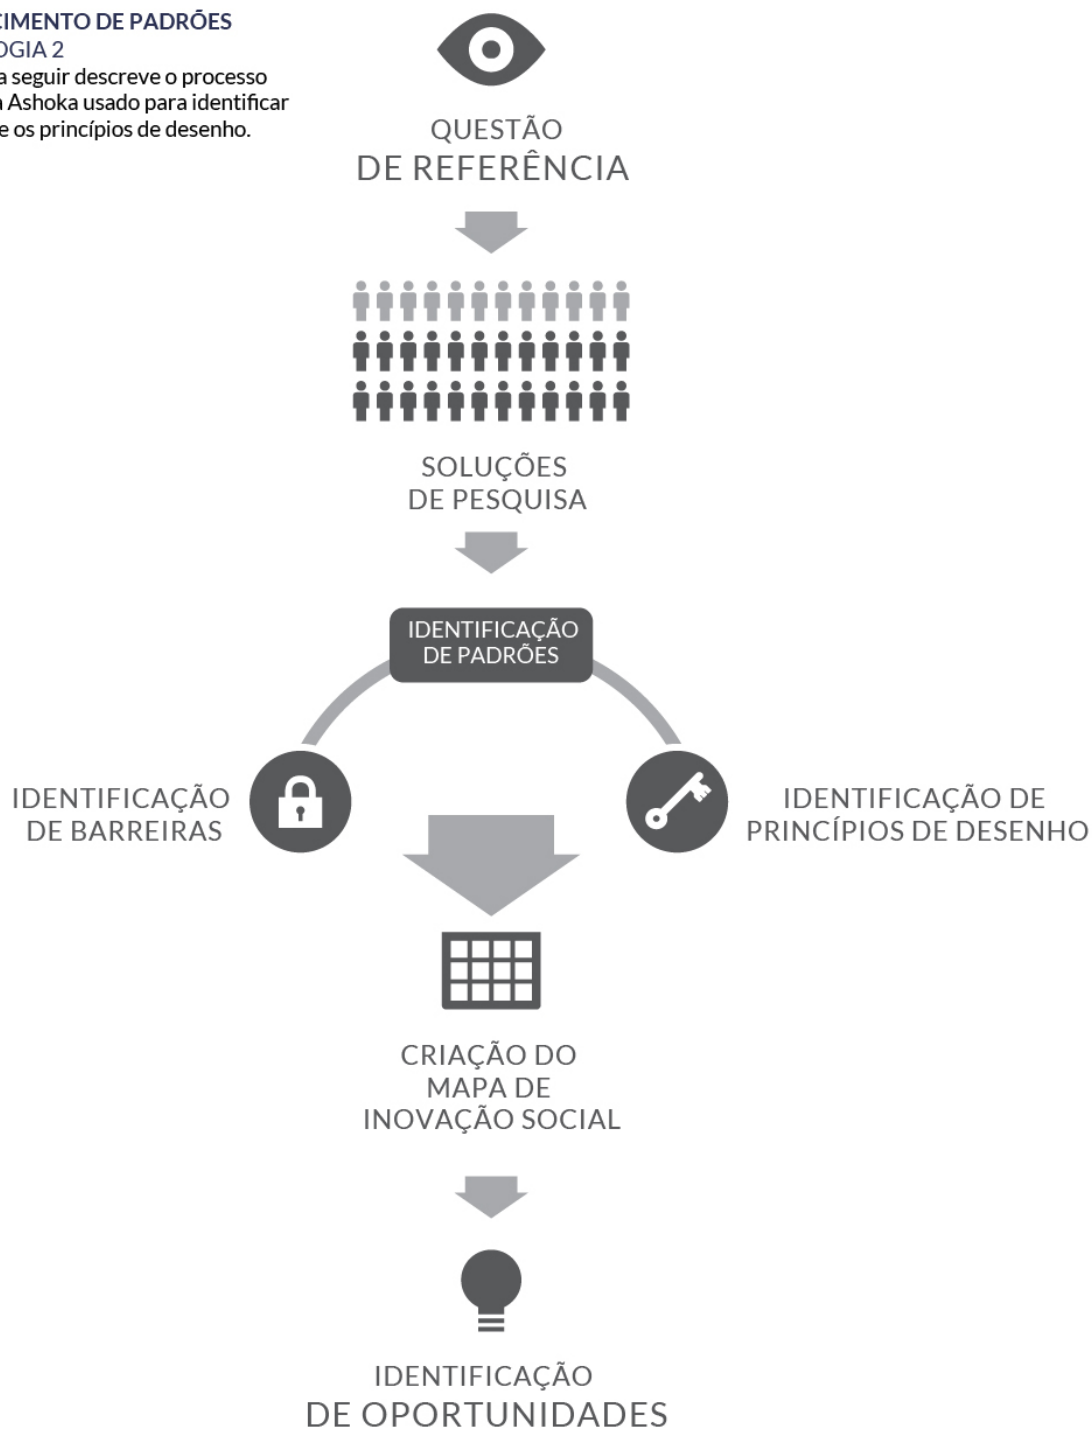 CIMENTO DE PADRÕES
OGIA 2
a seguir descreve o processo
a Ashoka usado para identificar
e os princípios de desenho.
QUESTÃO
DE REFERÊNCIA
SOLUÇÕES
DE PESQUISA
IDENTIFICAÇÃO
DE PADRÕES
IDENTIFICAÇÃO
DE BARREIRAS
IDENTIFICAÇÃO DE
PRINCÍPIOS DE DESENHO
CRIAÇÃO DO
MAPA DE
INOVAÇÃO SOCIAL
IDENTIFICAÇÃO
DE OPORTUNIDADES